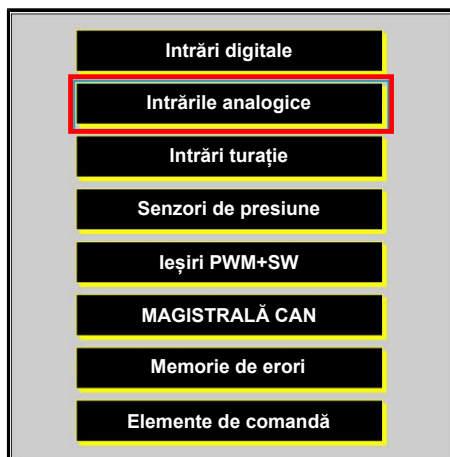 Intrări digitale
Intrările analogice
Intrări turație
Senzori de presiune
Ieșiri PWM+SW
MAGISTRALĂ CAN
Memorie de erori
Elemente de comandă